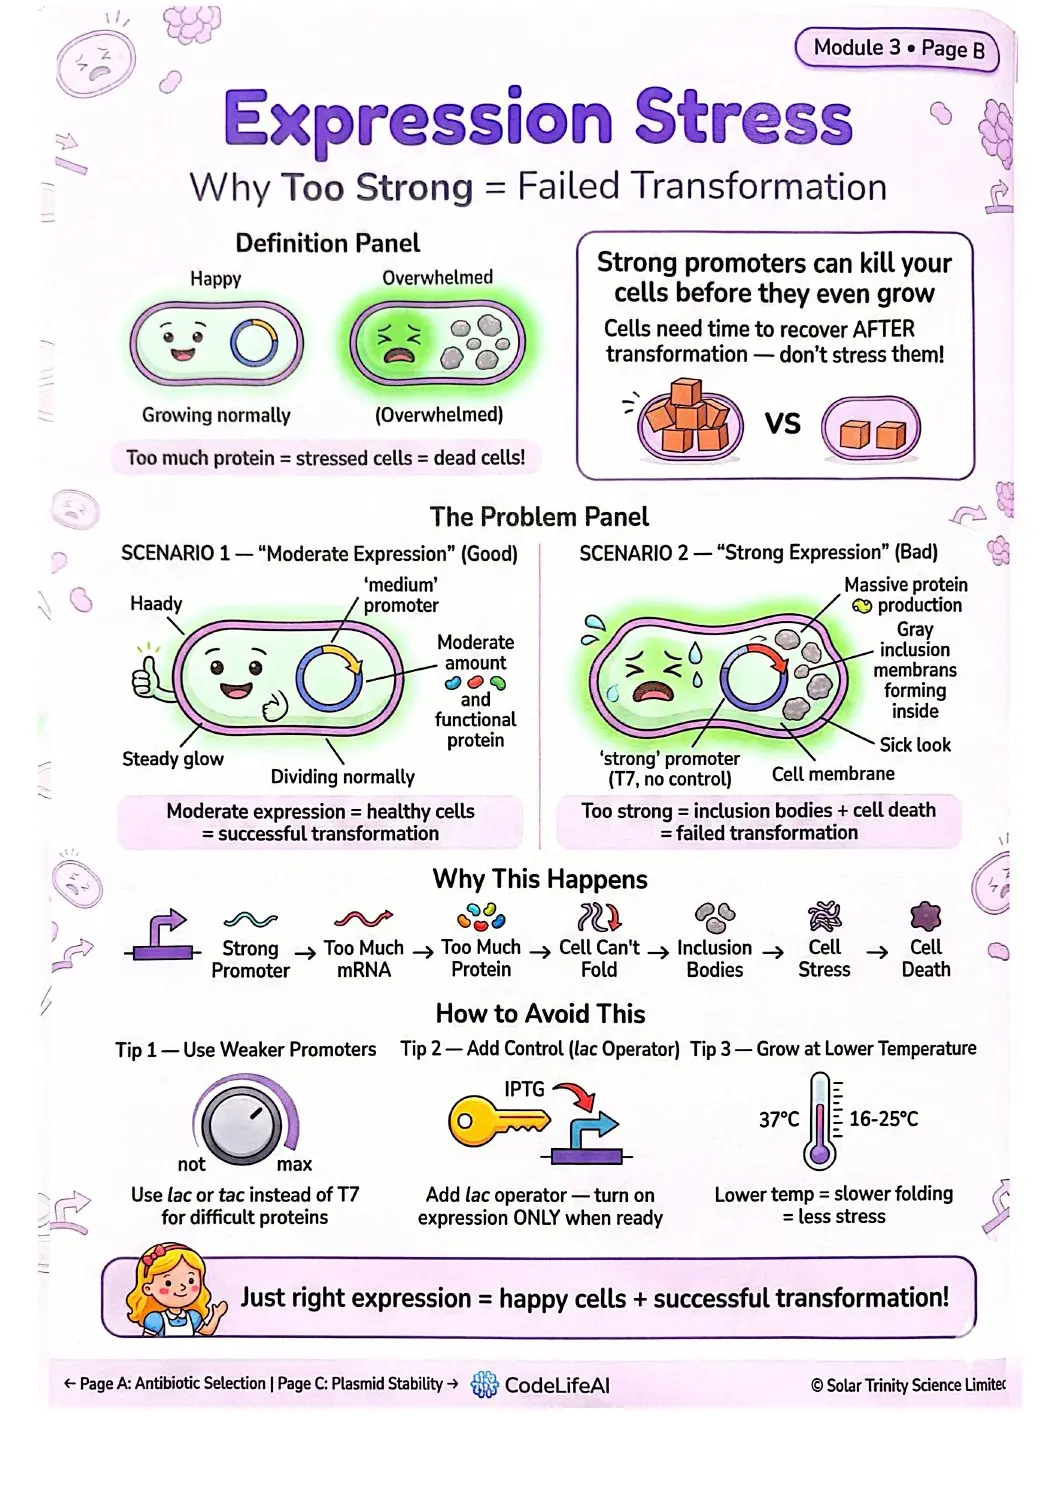 Module 3 • Page B
Expression Stress
Why Too Strong = Failed Transformation
Definition Panel
Happy
Overwhelmed
Growing normally
(Overwhelmed)
Too much protein = stressed cells = dead cells!
Strong promoters can kill your
cells before they even grow
Cells need time to recover AFTER
transformation — don't stress them!
VS
The Problem Panel
SCENARIO 1 — “Moderate Expression” (Good)
Haady
‘medium’
promoter
Moderate
amount
and
functional
protein
Steady glow
Dividing normally
Moderate expression = healthy cells
= successful transformation
SCENARIO 2 — “Strong Expression” (Bad)
Massive protein
production
Gray
inclusion
membrans
forming
inside
Sick look
‘strong’ promoter
(T7, no control)
Cell membrane
Too strong = inclusion bodies + cell death
= failed transformation
Why This Happens
Strong
Promoter
→ Too Much
mRNA
→ Too Much
Protein
→ Cell Can't
Fold
→ Inclusion
Bodies
→ Cell
Stress
→ Cell
Death
How to Avoid This
Tip 1 — Use Weaker Promoters
not
max
Use lac or tac instead of T7
for difficult proteins
Tip 2 — Add Control (lac Operator)
IPTG
Add lac operator — turn on
expression ONLY when ready
Tip 3 — Grow at Lower Temperature
37°C
16-25°C
Lower temp = slower folding
= less stress
Just right expression = happy cells + successful transformation!
← Page A: Antibiotic Selection | Page C: Plasmid Stability →
CodeLifeAI
© Solar Trinity Science Limitec